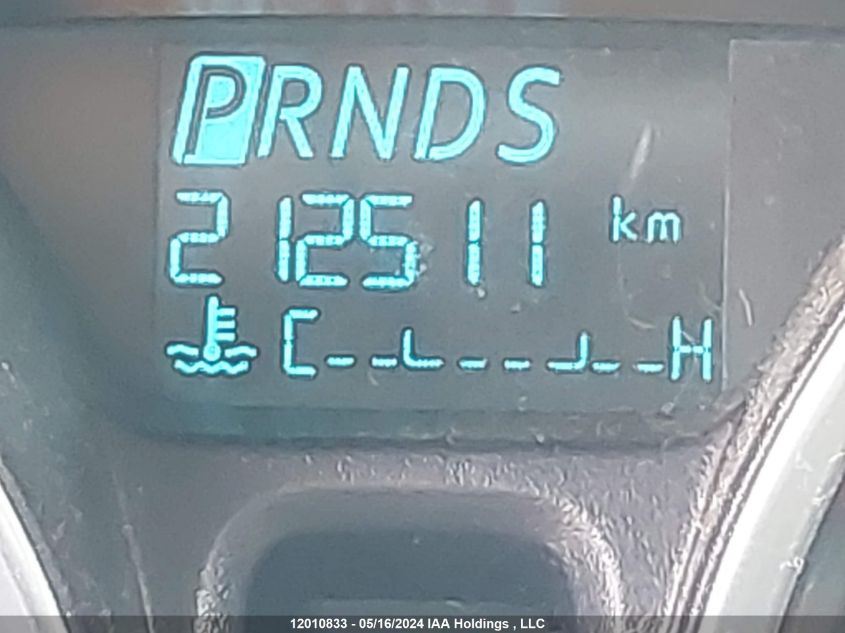 PRNDS
212511 km
C H
12010833 - 05/16/2024 IAA Holdings , LLC